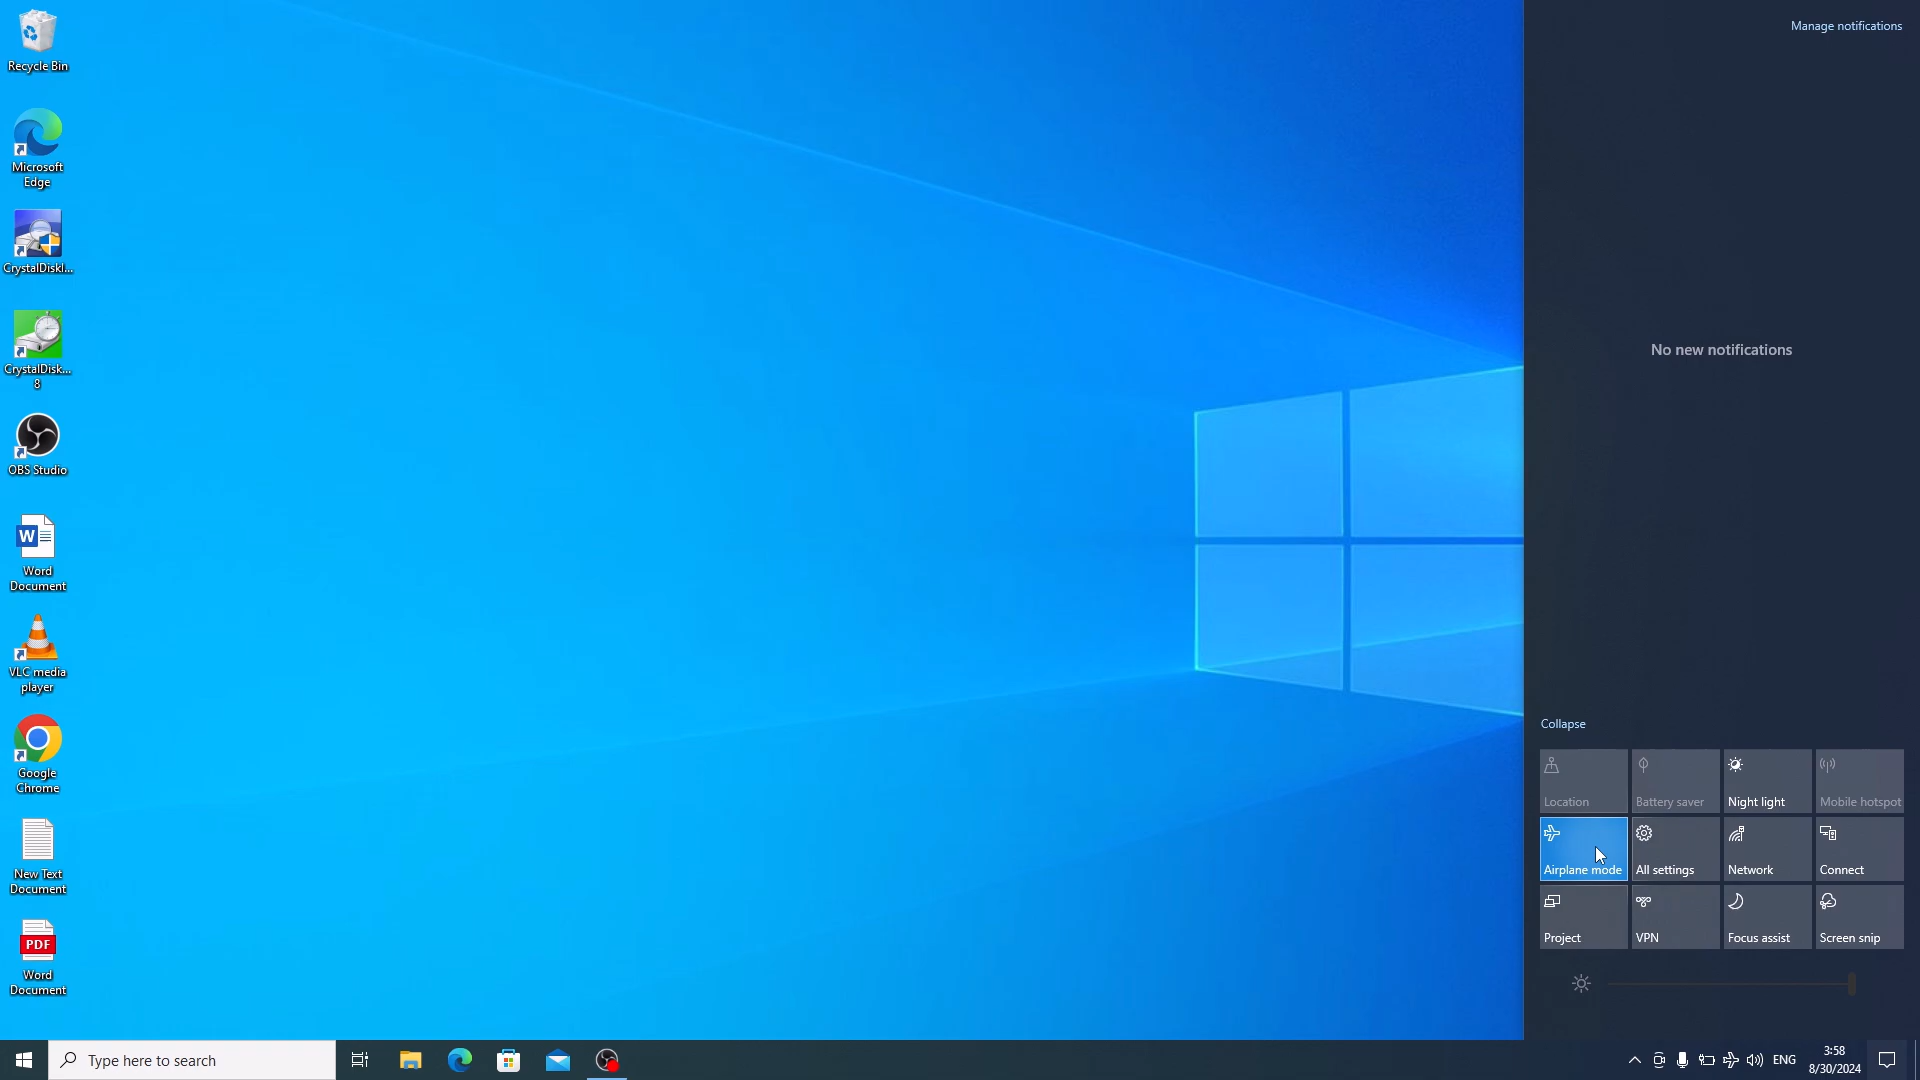 Recycle Bin
Microsoft
Edge
CrystalDiskI...
CrystalDisk...
8
OBS Studio
W
Word
Document
VLC media
player
Google
Chrome
New Text
Document
PDF
Word
Document
Manage notifications
No new notifications
Collapse
Location
Battery saver
Night light
Mobile hotspot
Airplane mode
All settings
Network
Connect
Project
VPN
Focus assist
Screen snip
Type here to search
ENG
3:58
8/30/2024